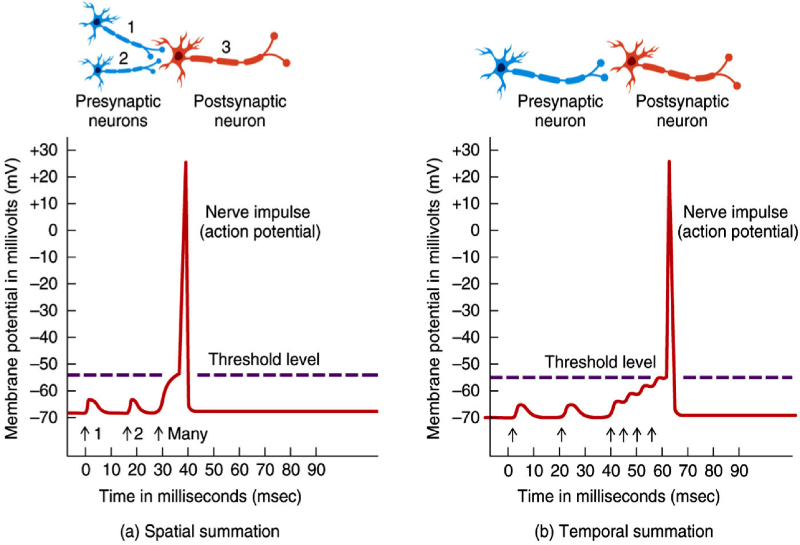 1
2
3
Presynaptic
neurons
Postsynaptic
neuron
Membrane potential in millivolts (mV)
+30
+20
+10
0
–10
–20
–30
–40
–50
–60
–70
Nerve impulse
(action potential)
Threshold level
1
2
Many
0 10 20 30 40 50 60 70 80 90
Time in milliseconds (msec)
(a) Spatial summation
Presynaptic
neuron
Postsynaptic
neuron
Membrane potential in millivolts (mV)
+30
+20
+10
0
–10
–20
–30
–40
–50
–60
–70
Nerve impulse
(action potential)
Threshold level
0 10 20 30 40 50 60 70 80 90
Time in milliseconds (msec)
(b) Temporal summation